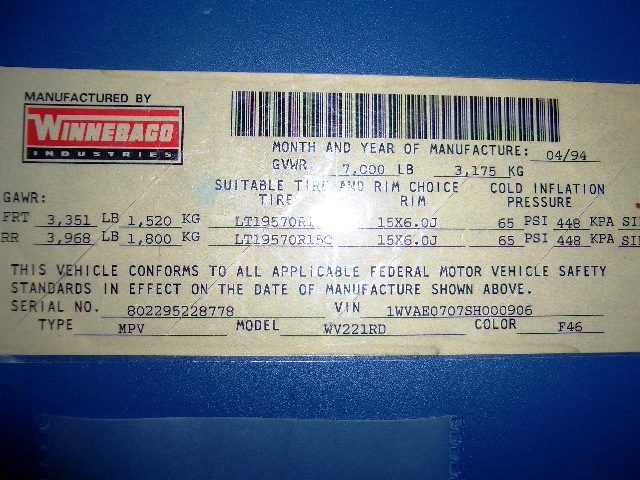 MANUFACTURED BY
WINNEBAGO
INDUSTRIES
MONTH AND YEAR OF MANUFACTURE: 04/94
GVWR 7,000 LB 3,175 KG
SUITABLE TIRE AND RIM CHOICE COLD INFLATION
GAWR: TIRE RIM PRESSURE
FRT 3,351 LB 1,520 KG 15X6.0J 65 PSI 448 KPA
RR 3,968 LB 1,800 KG LT19570R15C 15X6.0J 65 PSI 448 KPA
THIS VEHICLE CONFORMS TO ALL APPLICABLE FEDERAL MOTOR VEHICLE SAFETY
STANDARDS IN EFFECT ON THE DATE OF MANUFACTURE SHOWN ABOVE.
SERIAL NO. 802295228778 VIN 1WVAE0707SH000906
TYPE MPV MODEL WV221RD COLOR F46